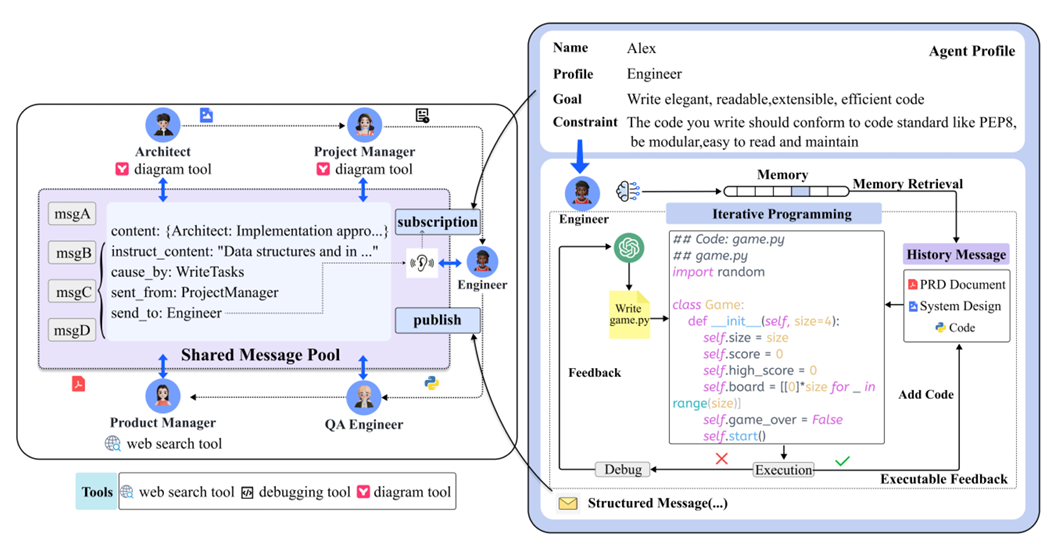 Architect
diagram tool
Project Manager
diagram tool
msgA
msgB
msgC
msgD
content: {Architect: Implementation appro...}
instruct_content: "Data structures and in ..."
cause_by: WriteTasks
sent_from: ProjectManager
send_to: Engineer
Shared Message Pool
subscription
Engineer
publish
Product Manager
web search tool
QA Engineer
Tools
web search tool
debugging tool
diagram tool
Agent Profile
Name Alex
Profile Engineer
Goal Write elegant, readable,extensible, efficient code
Constraint The code you write should conform to code standard like PEP8,
be modular,easy to read and maintain
Engineer
Memory
Memory Retrieval
Iterative Programming
Write
game.py
## Code: game.py
## game.py
import random
class Game:
def __init__(self, size=4):
self.size = size
self.score = 0
self.high_score = 0
self.board = [[0]*size for _ in
range(size)]
self.game_over = False
self.start()
History Message
PRD Document
System Design
Code
Feedback
Add Code
Debug
Execution
Executable Feedback
Structured Message(...)